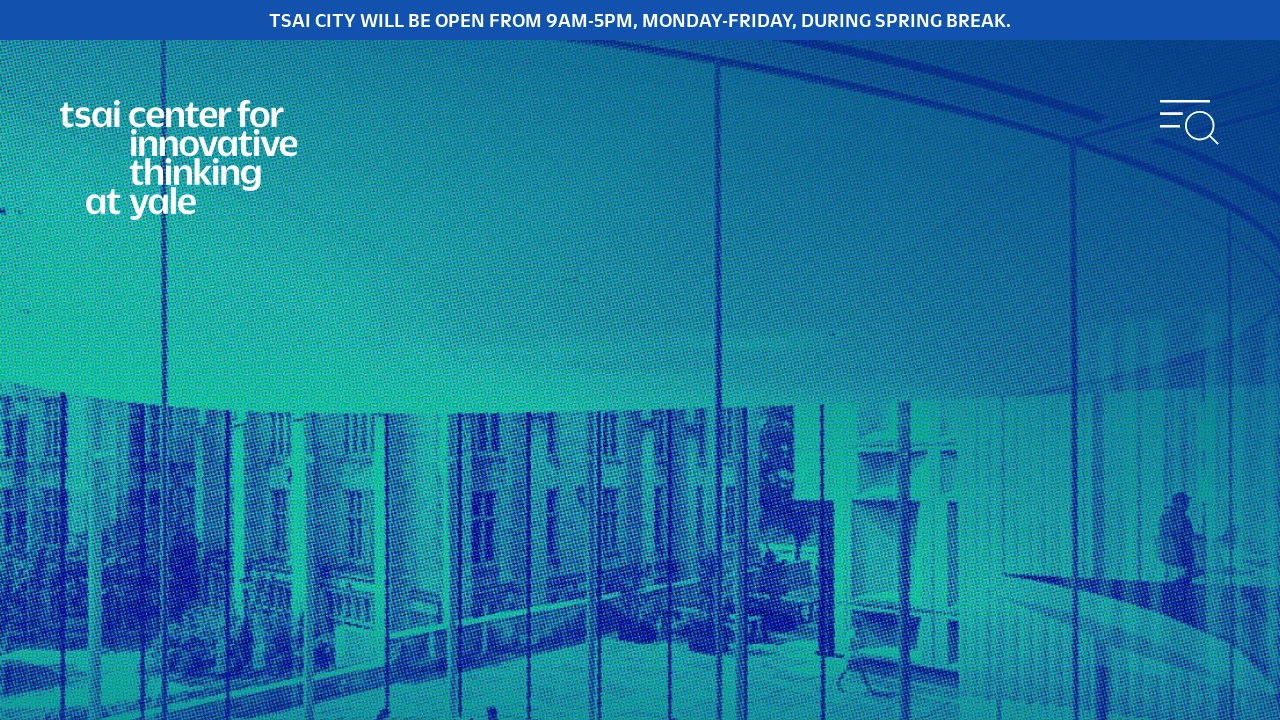 TSAI CITY WILL BE OPEN FROM 9AM-5PM, MONDAY-FRIDAY, DURING SPRING BREAK.
tsai center for
innovative
thinking
at yale